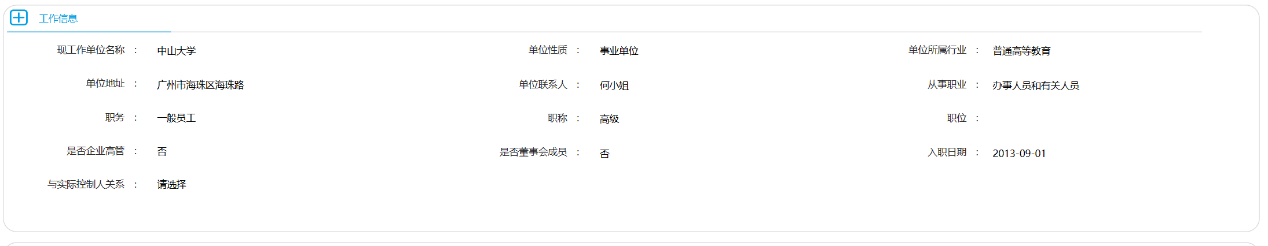 工作信息
现工作单位名称 : 中山大学 单位性质 : 事业单位 单位所属行业 : 普通高等教育
单位地址 : 广州市海珠区海珠路 单位联系人 : 何小姐 从事职业 : 办事人员和有关人员
职务 : 一般员工 职称 : 高级 职位 :
是否企业高管 : 否 是否董事会成员 : 否 入职日期 : 2013-09-01
与实际控制人关系 : 请选择